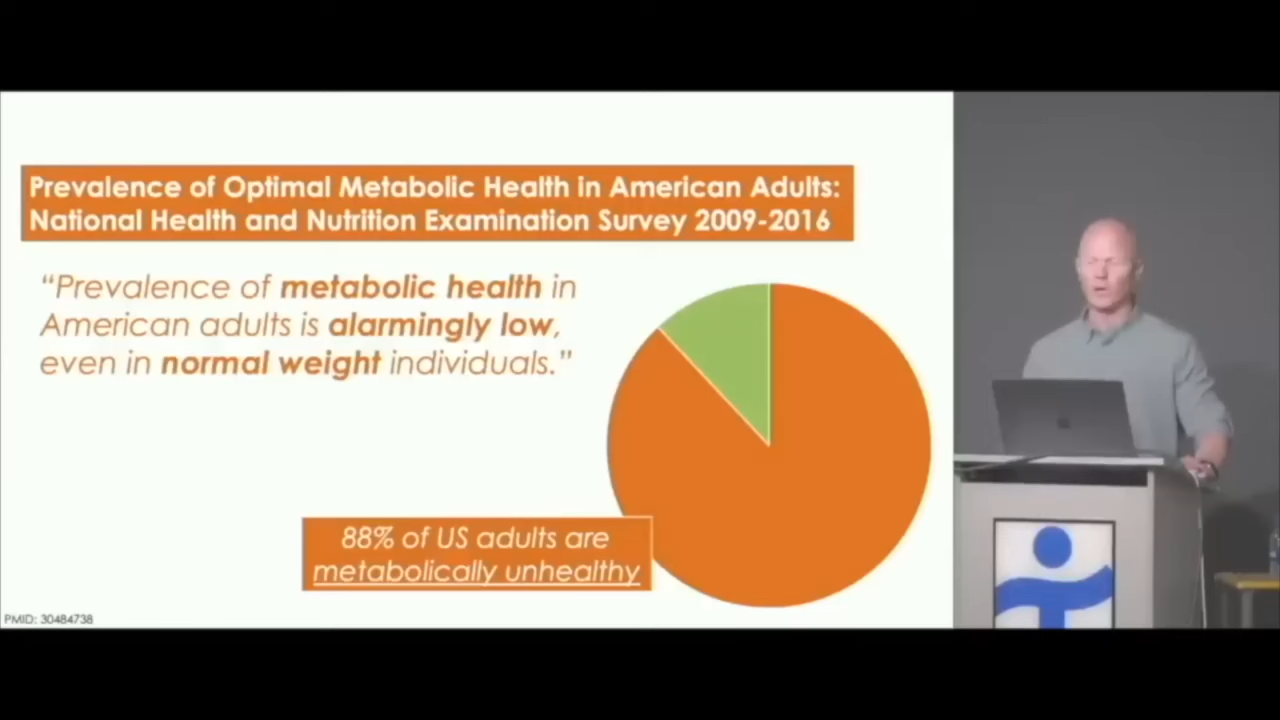 Prevalence of Optimal Metabolic Health in American Adults:
National Health and Nutrition Examination Survey 2009-2016
“Prevalence of metabolic health in
American adults is alarmingly low,
even in normal weight individuals.”
88% of US adults are
metabolically unhealthy
PMID: 30484738